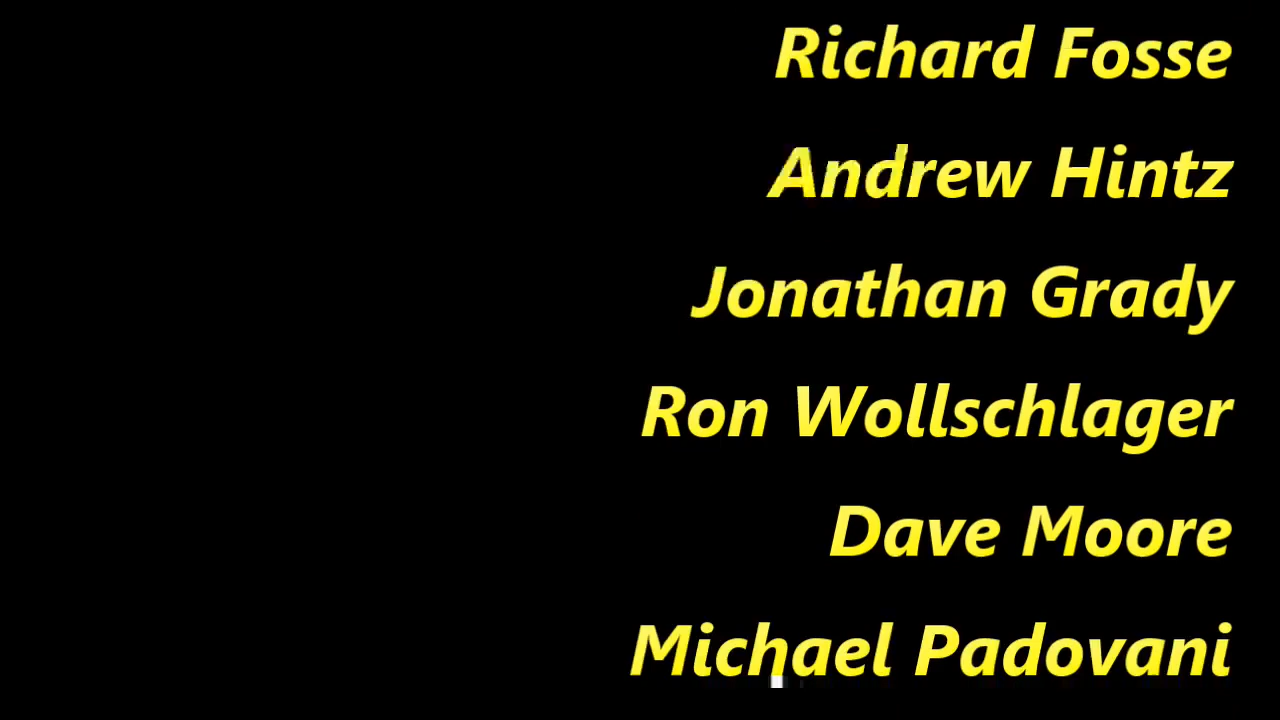 Richard Fosse
Andrew Hintz
Jonathan Grady
Ron Wollschlager
Dave Moore
Michael Padovani